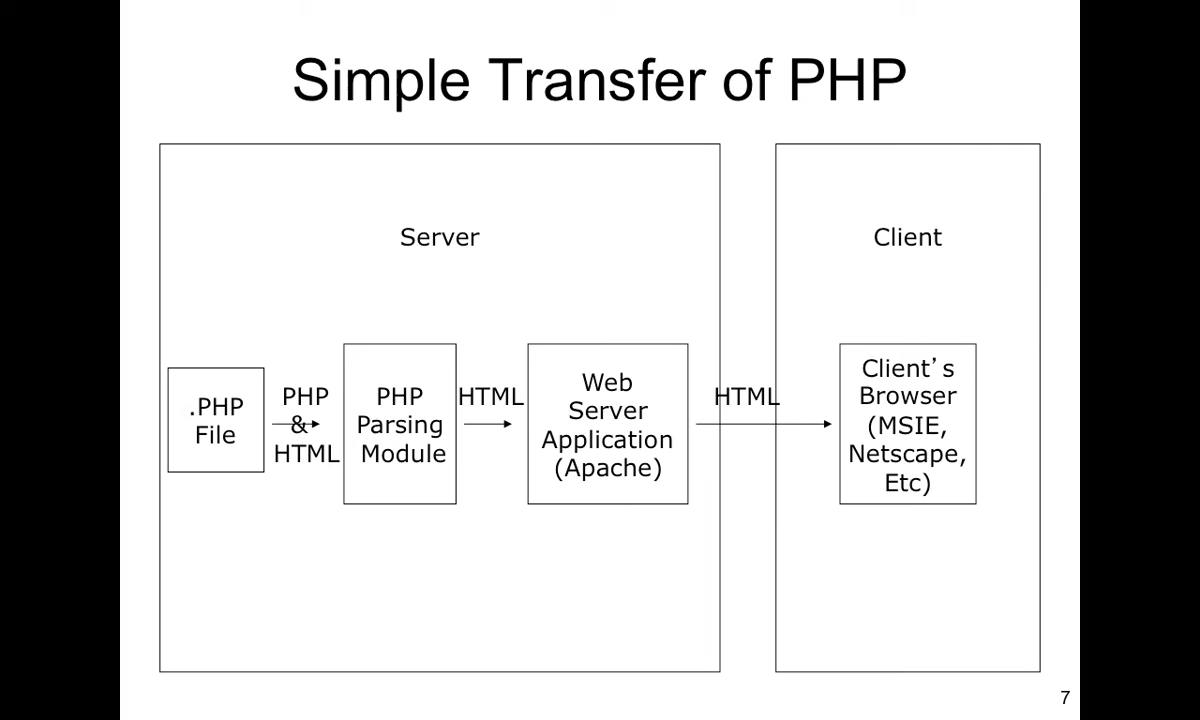 Simple Transfer of PHP
Server
Client
.PHP
File
PHP
&
HTML
PHP
Parsing
Module
HTML
Web
Server
Application
(Apache)
HTML
Client’s
Browser
(MSIE,
Netscape,
Etc)
7